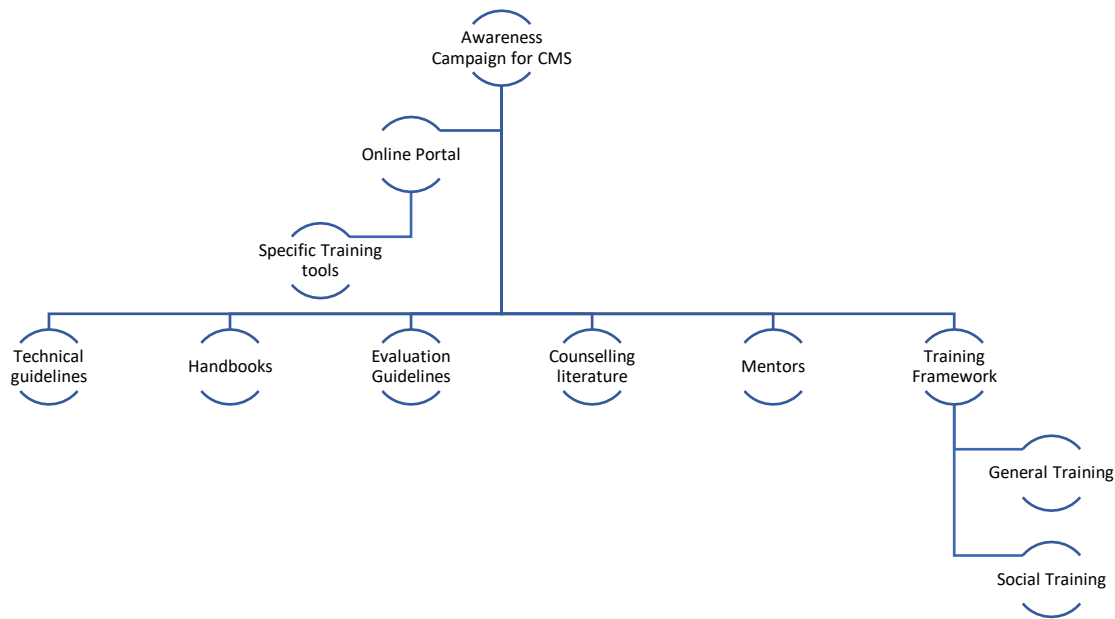 Awareness
Campaign for CMS
Online Portal
Specific Training
tools
Technical
guidelines
Handbooks
Evaluation
Guidelines
Counselling
literature
Mentors
Training
Framework
General Training
Social Training